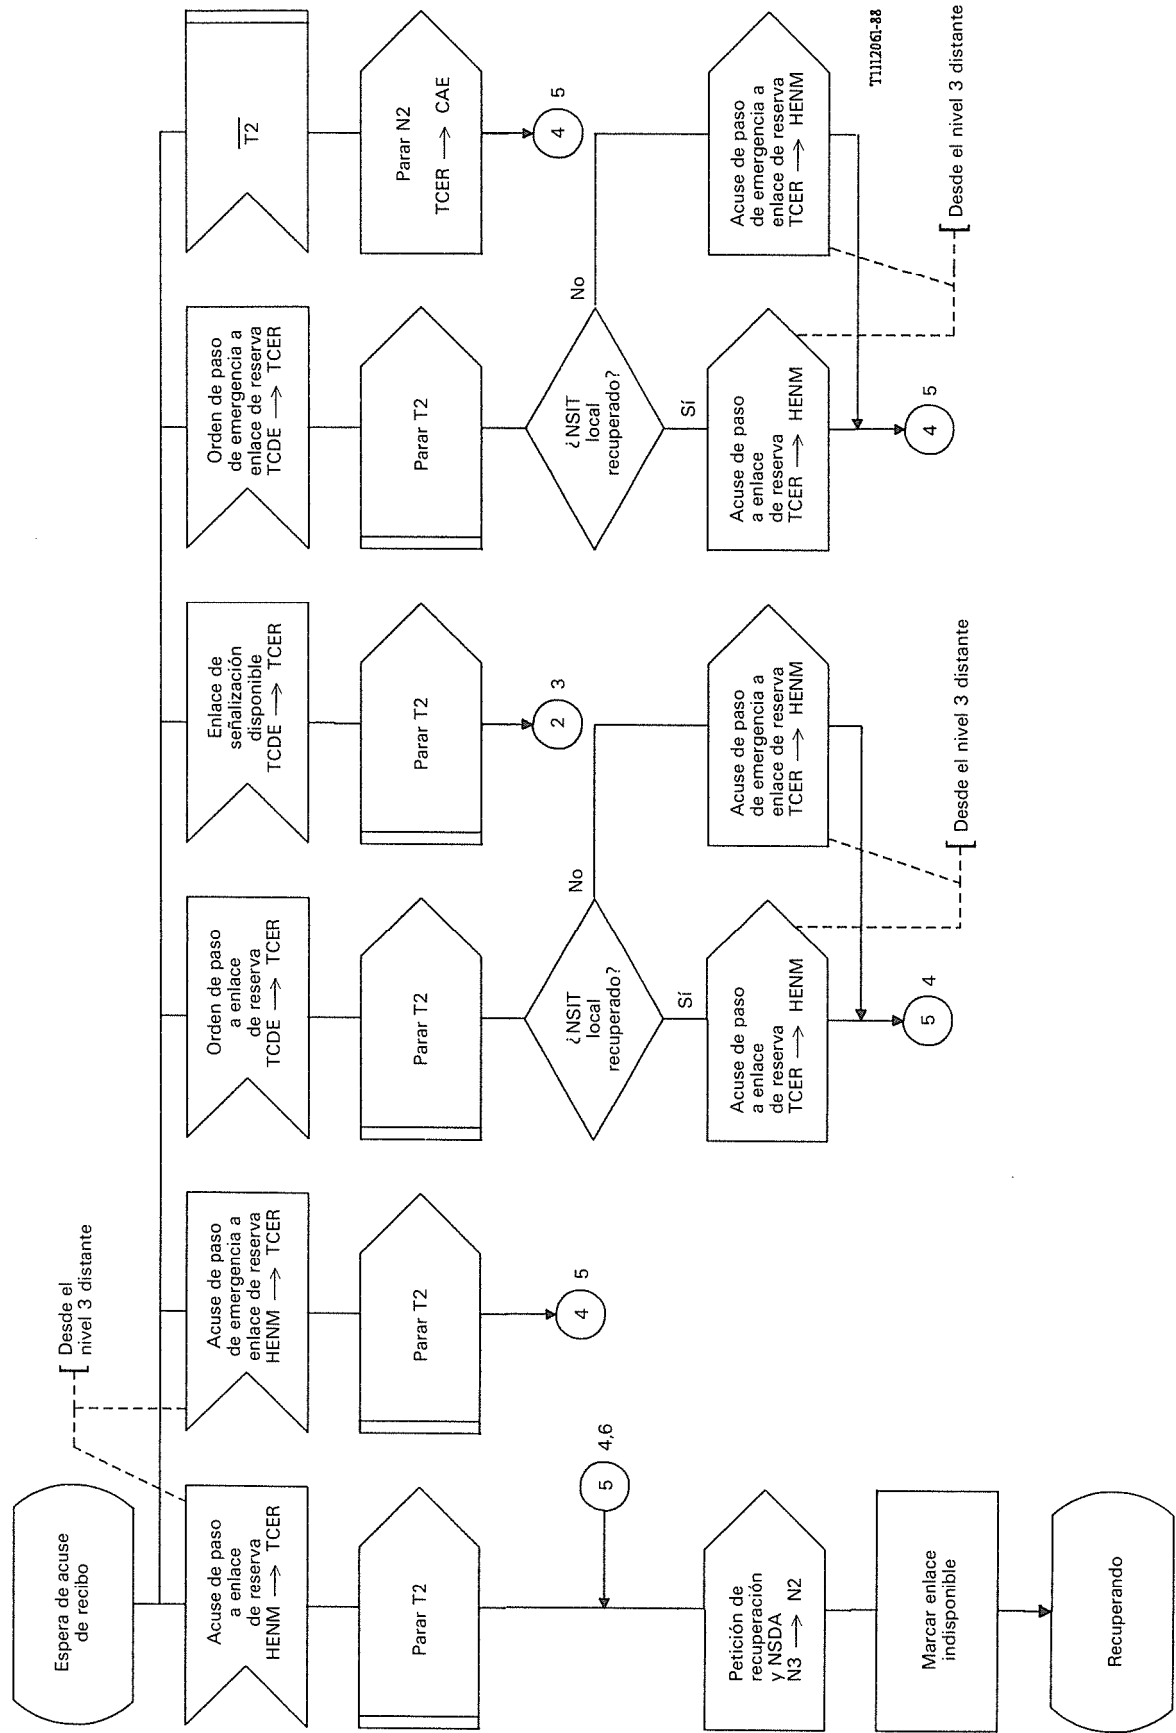 Espera de acuse
de recibo
Desde el
nivel 3 distante
Acuse de paso
a enlace
de reserva
HENM → TCER
Acuse de paso
de emergencia a
enlace de reserva
HENM → TCER
Orden de paso
a enlace
de reserva
TCDE → TCER
Enlace de
señalización
disponible
TCDE → TCER
Orden de paso
de emergencia a
enlace de reserva
TCDE → TCER
T2
Parar T2
Parar T2
Parar T2
Parar T2
Parar T2
Parar N2
TCER → CAE
5
4,6
4
5
¿NSIT
local
recuperado?
No
Sí
2
3
¿NSIT
local
recuperado?
No
Sí
4
5
Petición de
recuperación
y NSDA
N3 → N2
Acuse de paso
a enlace
de reserva
TCER → HENM
Acuse de paso
de emergencia a
enlace de reserva
TCER → HENM
Acuse de paso
a enlace
de reserva
TCER → HENM
Acuse de paso
de emergencia a
enlace de reserva
TCER → HENM
Marcar enlace
indisponible
5
4
Desde el nivel 3 distante
4
5
Desde el nivel 3 distante
Recuperando
T1112061-88